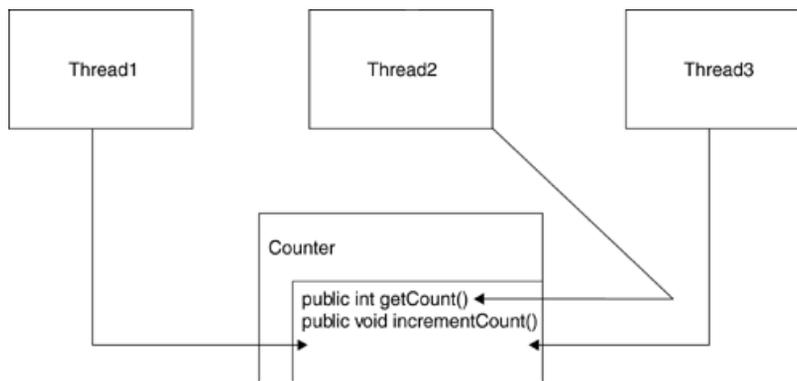 Thread1
Thread2
Thread3
Counter
public int getCount()
public void incrementCount()